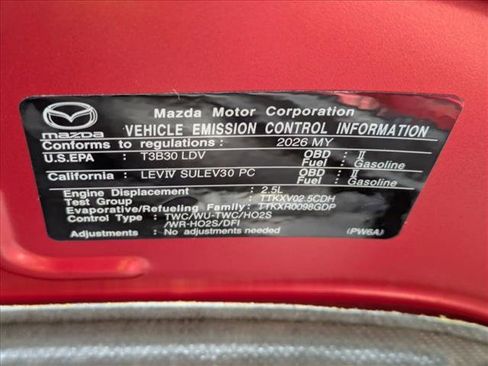 mazda
Mazda Motor Corporation
VEHICLE EMISSION CONTROL INFORMATION
Conforms to regulations : 2026 MY
U.S.EPA : T3B30 LDV OBD : II
Fuel : Gasoline
California : LEVIV SULEV30 PC OBD : II
Fuel : Gasoline
Engine Displacement : 2.5L
Test Group : TTKXV02.5CDH
Evaporative/Refueling Family: TTKXR0098GDP
Control Type : TWC/WU-TWC/HO2S
/WR-HO2S/DFI
Adjustments : No adjustments needed (PW6A)